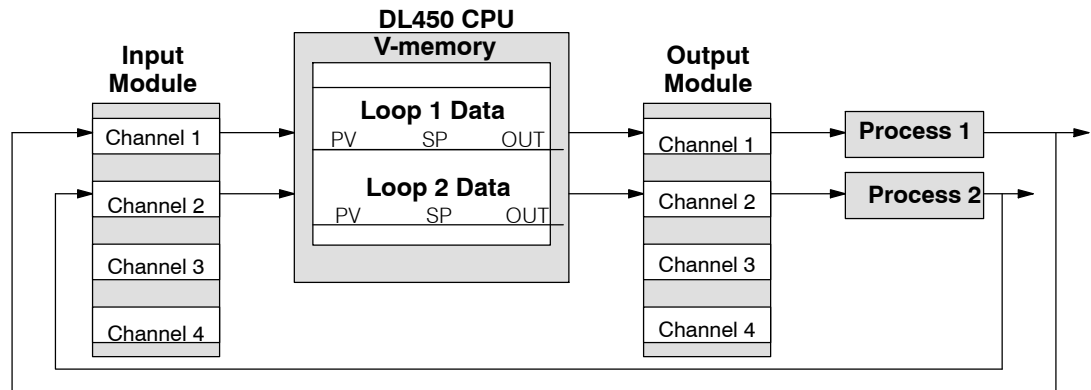 DL450 CPU
V-memory
Input
Module
Output
Module
Channel 1
Channel 2
Channel 3
Channel 4
Loop 1 Data
PV SP OUT
Loop 2 Data
PV SP OUT
Channel 1
Channel 2
Channel 3
Channel 4
Process 1
Process 2